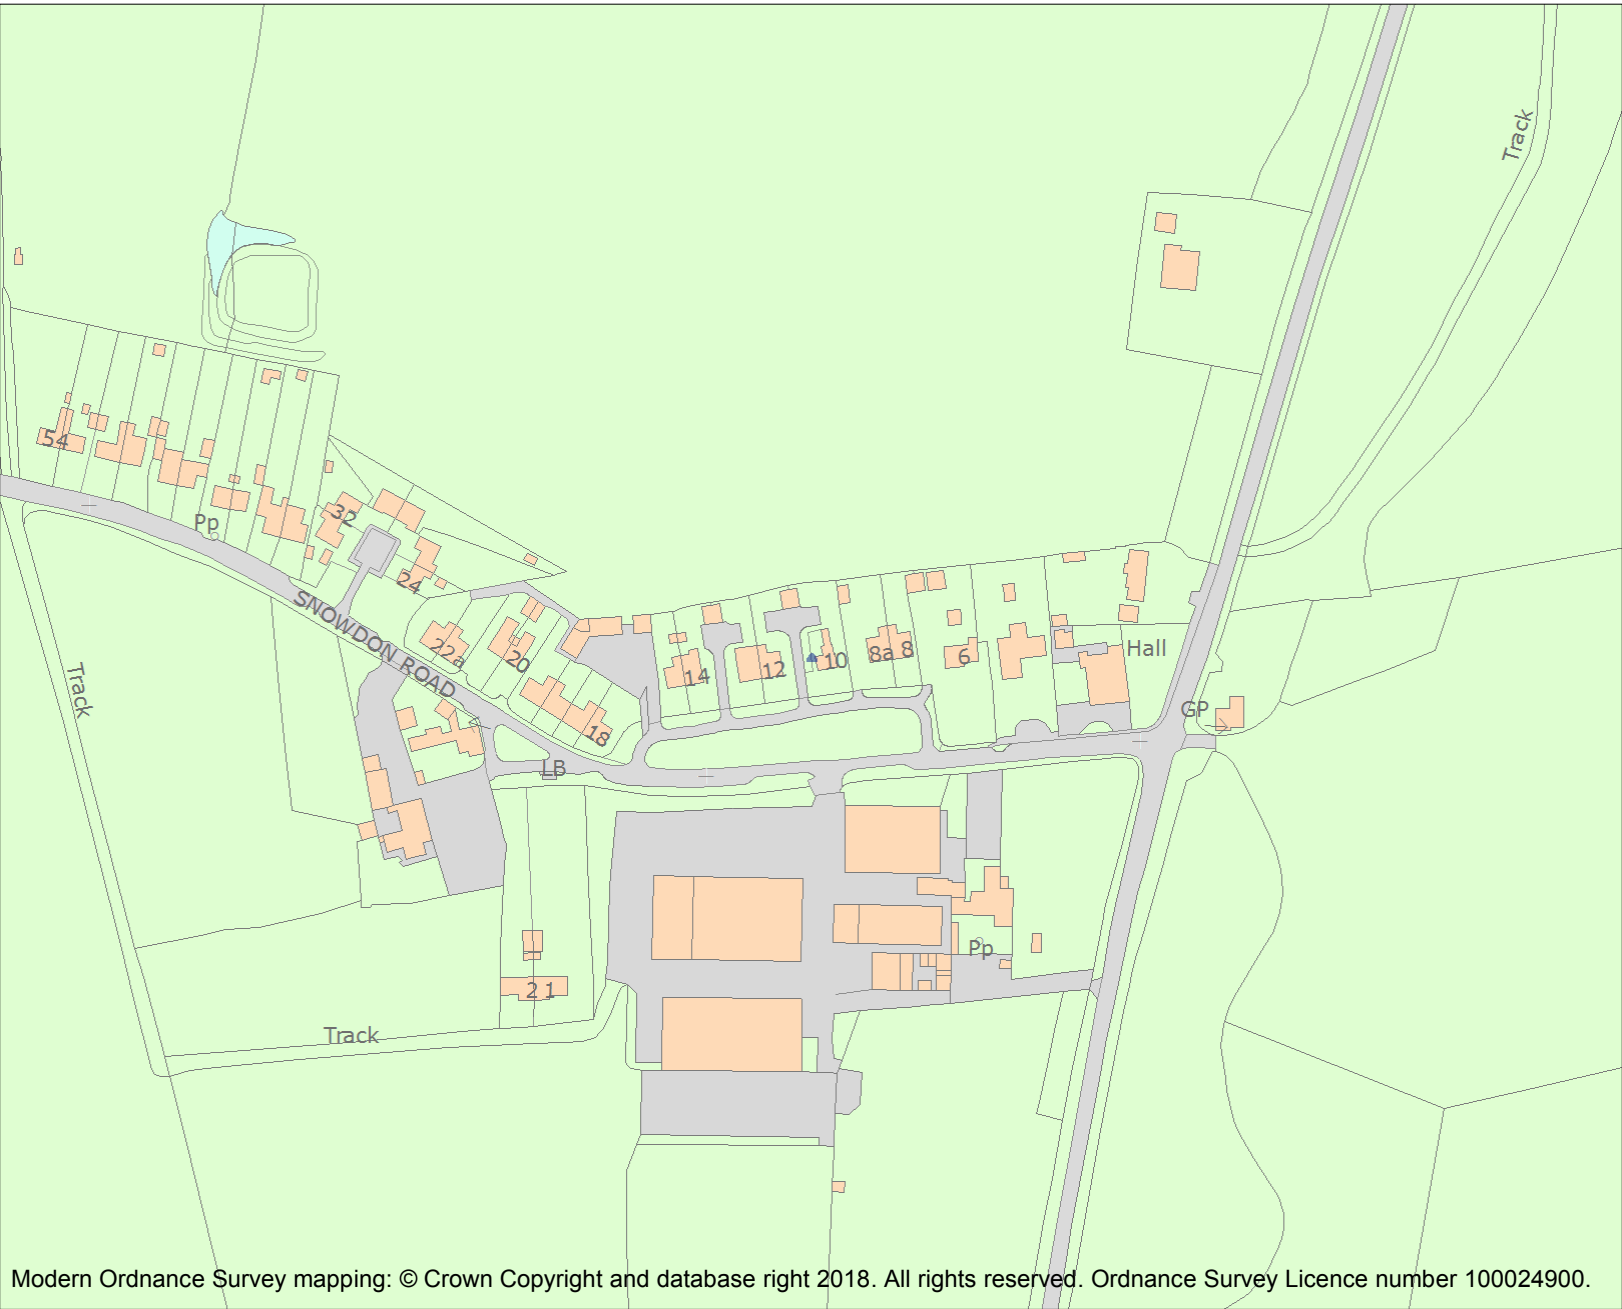 Track
54
Pp
32
24
SNOWDON ROAD
22a
20
18
14
12
10
8a 8
6
Hall
GP
Track
LB
2 1
Pp
Track
Modern Ordnance Survey mapping: © Crown Copyright and database right 2018. All rights reserved. Ordnance Survey Licence number 100024900.